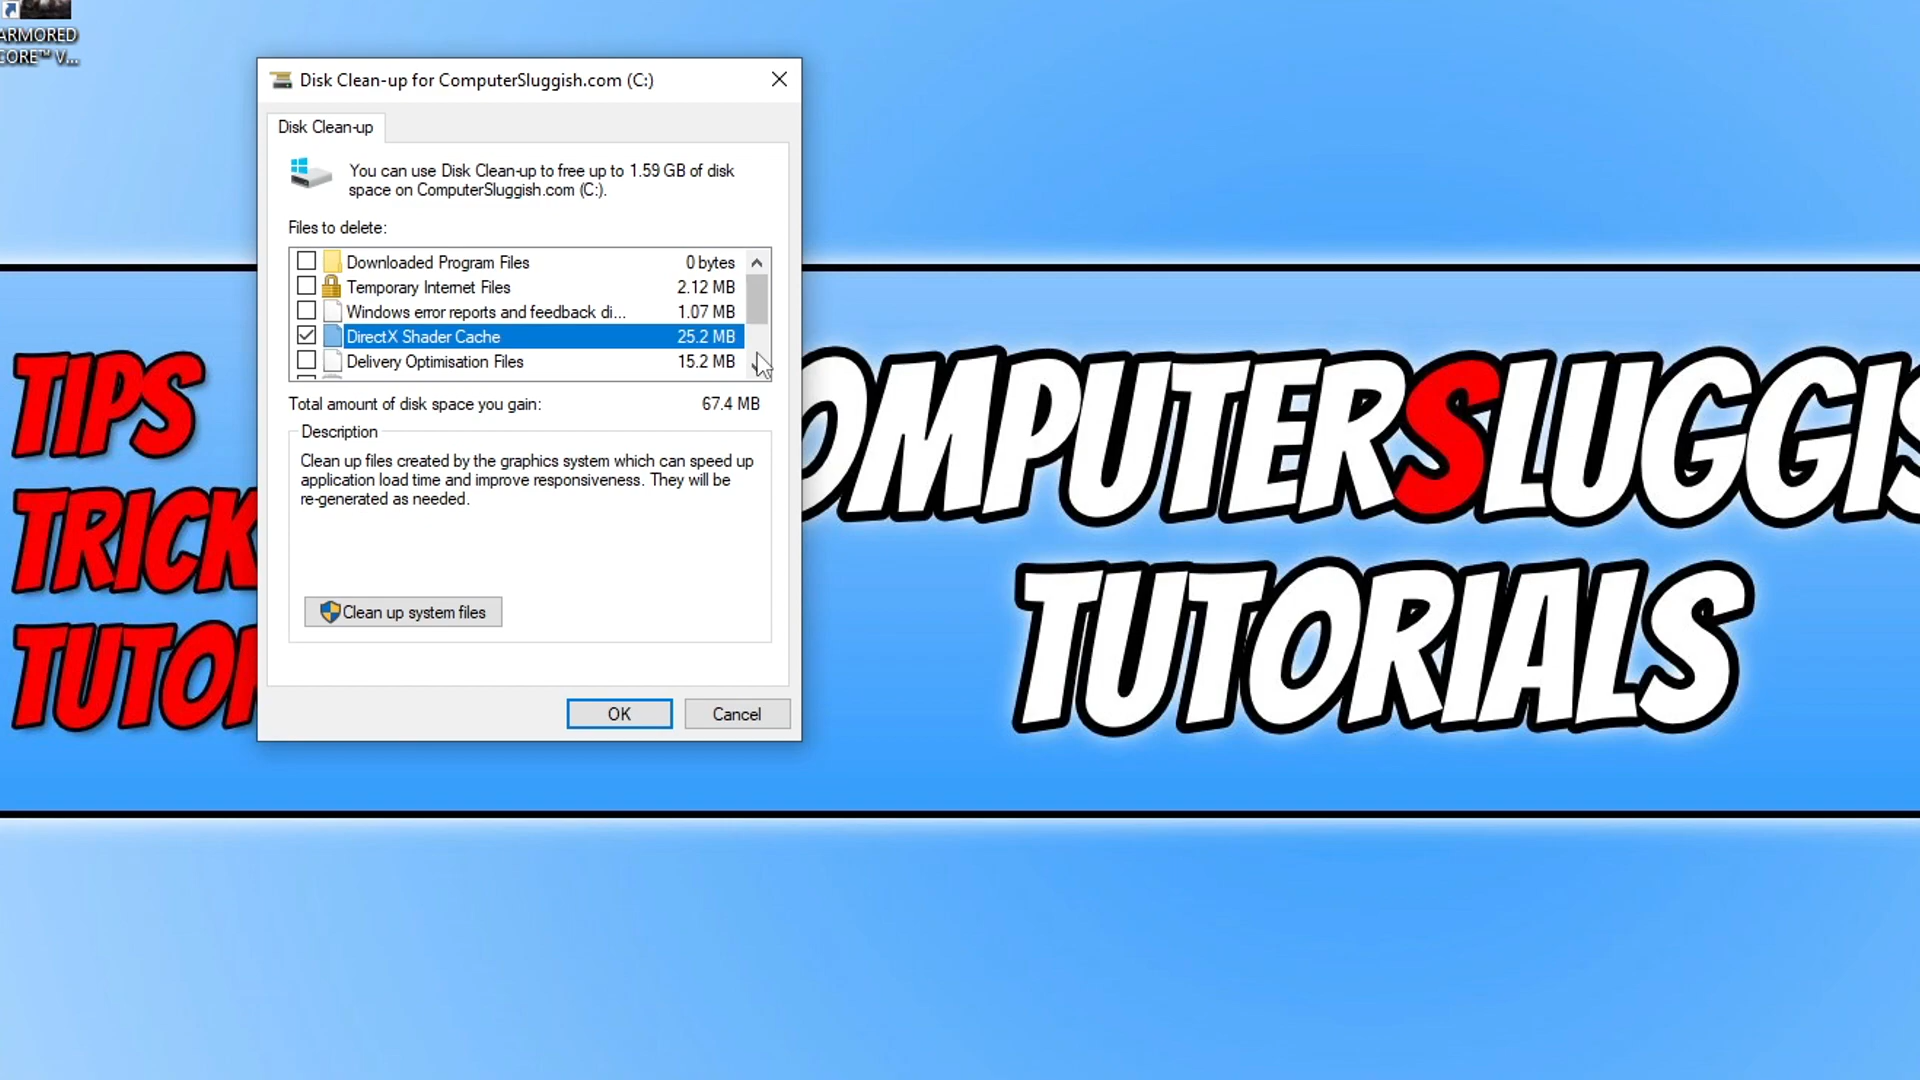 ARMORED
CORE™ V...
Disk Clean-up for ComputerSluggish.com (C:)
Disk Clean-up
You can use Disk Clean-up to free up to 1.59 GB of disk
space on ComputerSluggish.com (C:).
Files to delete:
Downloaded Program Files 0 bytes
Temporary Internet Files 2.12 MB
Windows error reports and feedback di... 1.07 MB
DirectX Shader Cache 25.2 MB
Delivery Optimisation Files 15.2 MB
Total amount of disk space you gain: 67.4 MB
Description
Clean up files created by the graphics system which can speed up
application load time and improve responsiveness. They will be
re-generated as needed.
Clean up system files
OK Cancel
TIPS
TRICK
TUTOR
OMPUTERSLUGGIS
TUTORIALS